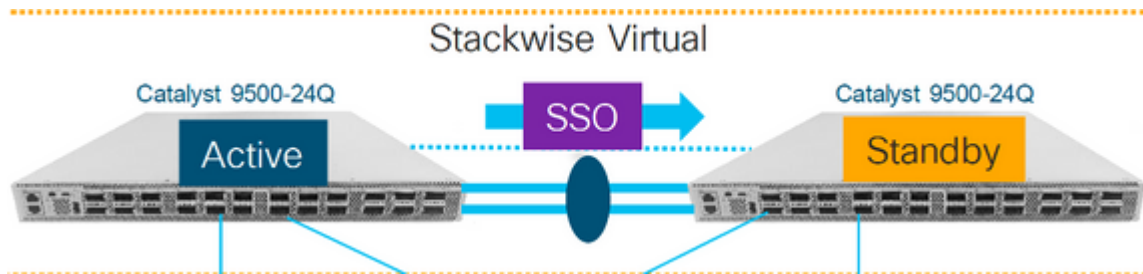 Stackwise Virtual
Catalyst 9500-24Q
SSO
Catalyst 9500-24Q
Active
Standby